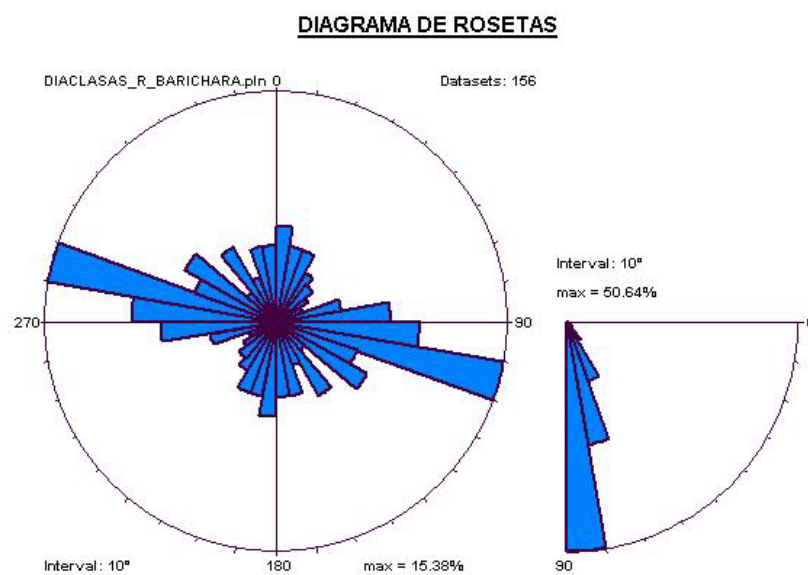 DIAGRAMA DE ROSETAS
DIACLASAS_R_BARICHARA.pln 0
Datasets: 156
Interval: 10°
max = 50.64%
270
90
0
Interval: 10°
180
max = 15.38%
90